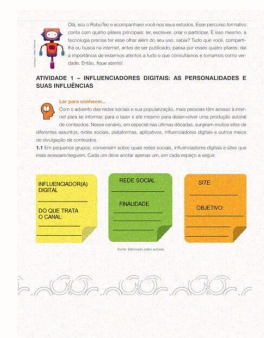 Olá, eu sou o RoboTec e acompanharei você nos seus estudos. Esse percurso formativo
conta com quatro pilares principais: ler, escrever, criar e participar. E isso mesmo, a
tecnologia precisa ter esse olhar além do seu uso, sabia? Tudo que você, comparti-
lha ou busca na internet, antes de ser publicado, passa por esses quatro pilares, daí
a importância de estarmos atentos a tudo o que consultamos e tomamos como ver-
dade. Então, fique atento!
ATIVIDADE 1 – INFLUENCIADORES DIGITAIS: AS PERSONALIDADES E
SUAS INFLUÊNCIAS
Ler para conhecer...
Com o advento das redes sociais e sua popularização, mais pessoas têm acesso à inter-
net para se informar, para o lazer e até mesmo para desenvolver uma produção autoral
de conteúdos. Nesse cenário, em especial nas últimas décadas, surgiram muitos sites de
diferentes assuntos, redes sociais, plataformas, aplicativos, influenciadores digitais e outros meios
de divulgação de conteúdos.
1.1 Em pequenos grupos, conversem sobre quais redes sociais, influenciadores digitais e sites que
mais acessam/seguem. Cada um deve anotar apenas um, em cada espaço a seguir:
INFLUENCIADOR(A)
DIGITAL
DO QUE TRATA
O CANAL:
REDE SOCIAL
FINALIDADE
SITE
OBJETIVO:
Fonte: Elaborado pelos autores.